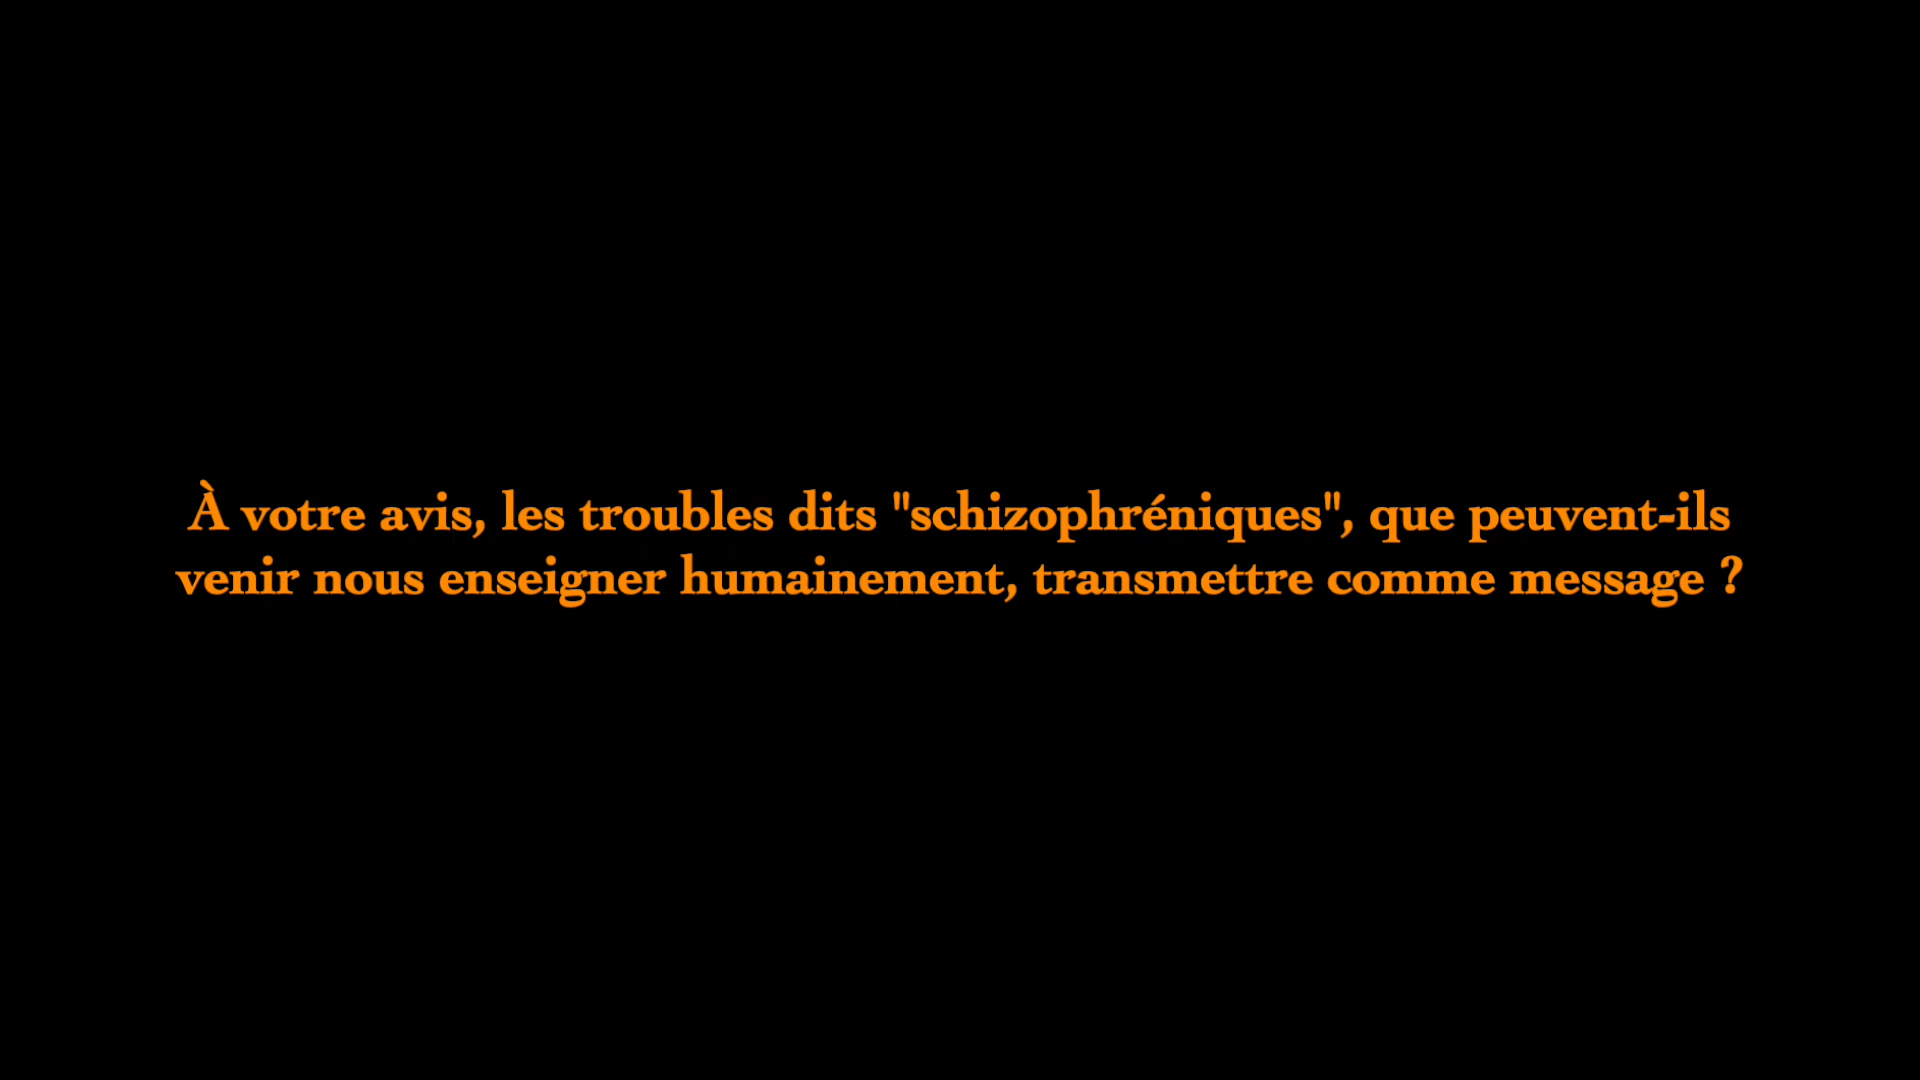 À votre avis, les troubles dits "schizophréniques", que peuvent-ils
venir nous enseigner humainement, transmettre comme message ?